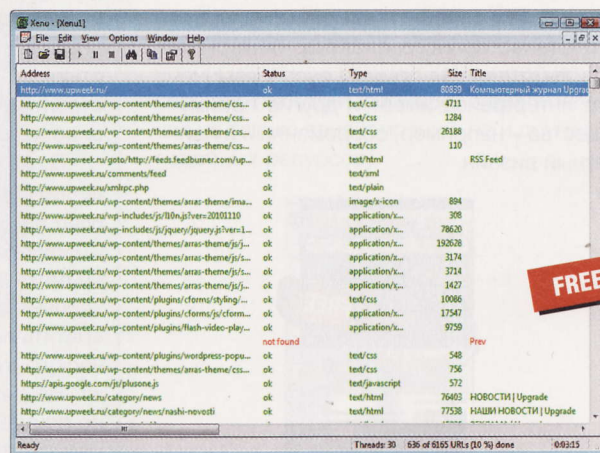 Xenu - [Xenu1]
File Edit View Options Window Help
Address Status Type Size Title
http://www.upweek.ru/ ok text/html 80839 Компьютерный журнал Upgra
http://www.upweek.ru/wp-content/themes/arras-theme/css... ok text/css 4711
http://www.upweek.ru/wp-content/themes/arras-theme/css... ok text/css 1284
http://www.upweek.ru/wp-content/themes/arras-theme/css... ok text/css 26188
http://www.upweek.ru/wp-content/themes/arras-theme/css... ok text/css 110
http://www.upweek.ru/goto/http://feeds.feedburner.com/up... ok text/html RSS Feed
http://www.upweek.ru/comments/feed ok text/xml
http://www.upweek.ru/xmlrpc.php ok text/plain
http://www.upweek.ru/wp-content/themes/arras-theme/ima... ok image/x-icon 894
http://www.upweek.ru/wp-includes/js/l10n.js?ver=20101110 ok application/x... 308
http://www.upweek.ru/wp-includes/js/jquery/jquery.js?ver=1... ok application/x... 78620
http://www.upweek.ru/wp-content/themes/arras-theme/js/j... ok application/x... 192628
http://www.upweek.ru/wp-content/themes/arras-theme/js/s... ok application/x... 3174
http://www.upweek.ru/wp-content/themes/arras-theme/js/s... ok application/x... 3714
http://www.upweek.ru/wp-content/themes/arras-theme/js/j... ok application/x... 1427
http://www.upweek.ru/wp-content/plugins/cforms/styling/... ok text/css 10086
http://www.upweek.ru/wp-content/plugins/cforms/js/cform... ok application/x... 17547
http://www.upweek.ru/wp-content/plugins/flash-video-play... ok application/x... 9759
not found Prev
http://www.upweek.ru/wp-content/plugins/wordpress-popu... ok text/css 548
http://www.upweek.ru/wp-content/themes/arras-theme/css... ok text/css 756
https://apis.google.com/js/plusone.js ok text/javascript 572
http://www.upweek.ru/category/news ok text/html 76403 НОВОСТИ | Upgrade
http://www.upweek.ru/category/news/nashi-novosti ok text/html 77538 НАШИ НОВОСТИ | Upgrade
Ready Threads: 30 636 of 6165 URLs (10 %) done 0:03:15
FREE